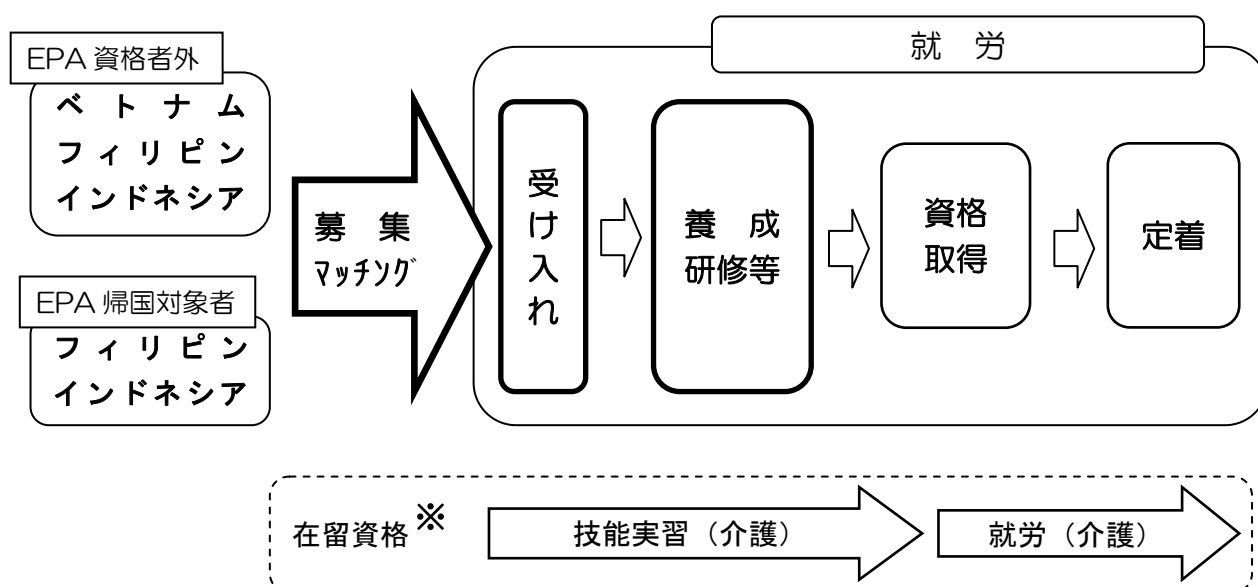 就 労
EPA 資格者外
ベトナム
フィリピン
インドネシア
EPA 帰国対象者
フィリピン
インドネシア
募 集
ﾏｯﾁﾝｸﾞ
受け入れ
養 成
研修等
資格
取得
定着
在留資格※
技能実習（介護）
就労（介護）